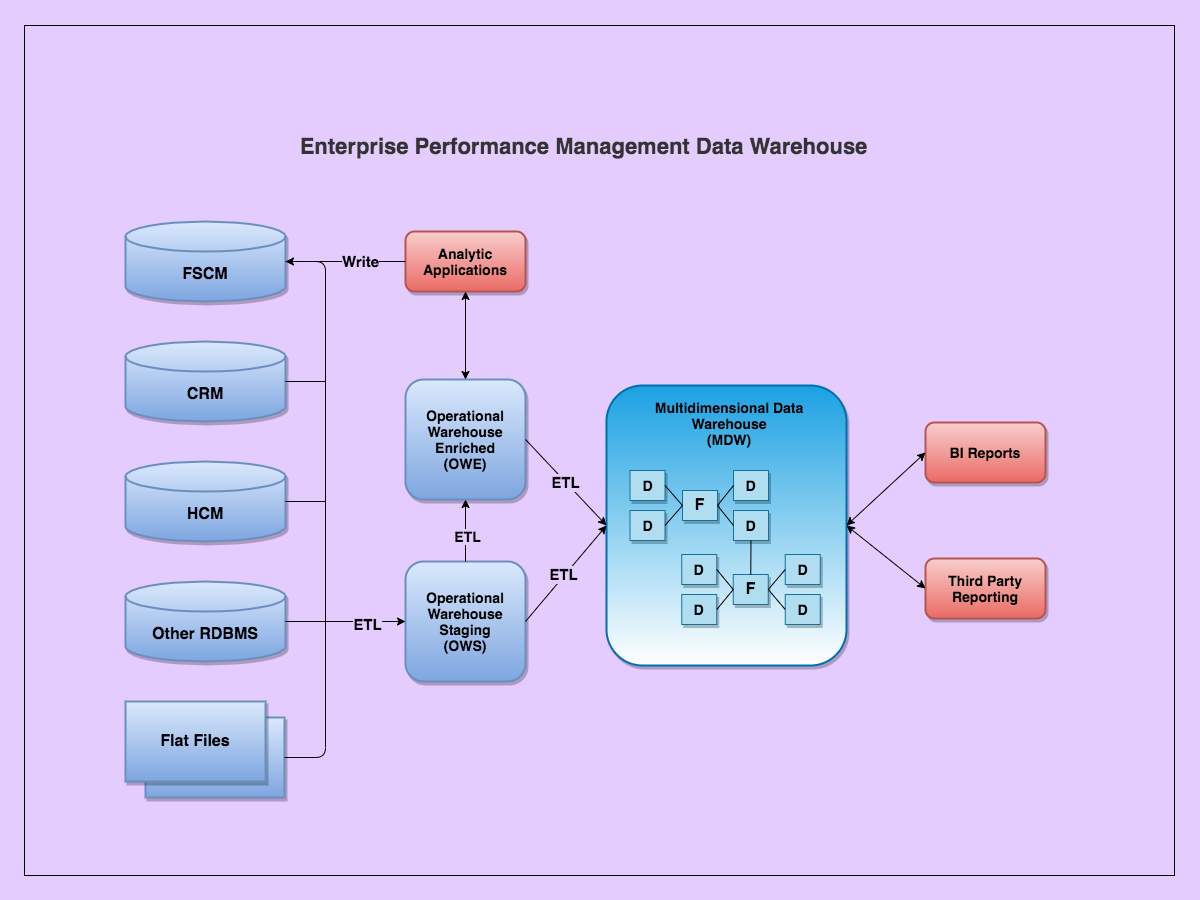 Enterprise Performance Management Data Warehouse
FSCM
Write
Analytic
Applications
CRM
HCM
Other RDBMS
Flat Files
ETL
Operational
Warehouse
Enriched
(OWE)
ETL
Operational
Warehouse
Staging
(OWS)
ETL
ETL
Multidimensional Data
Warehouse
(MDW)
D
D
F
D
D
D
D
F
D
D
BI Reports
Third Party
Reporting